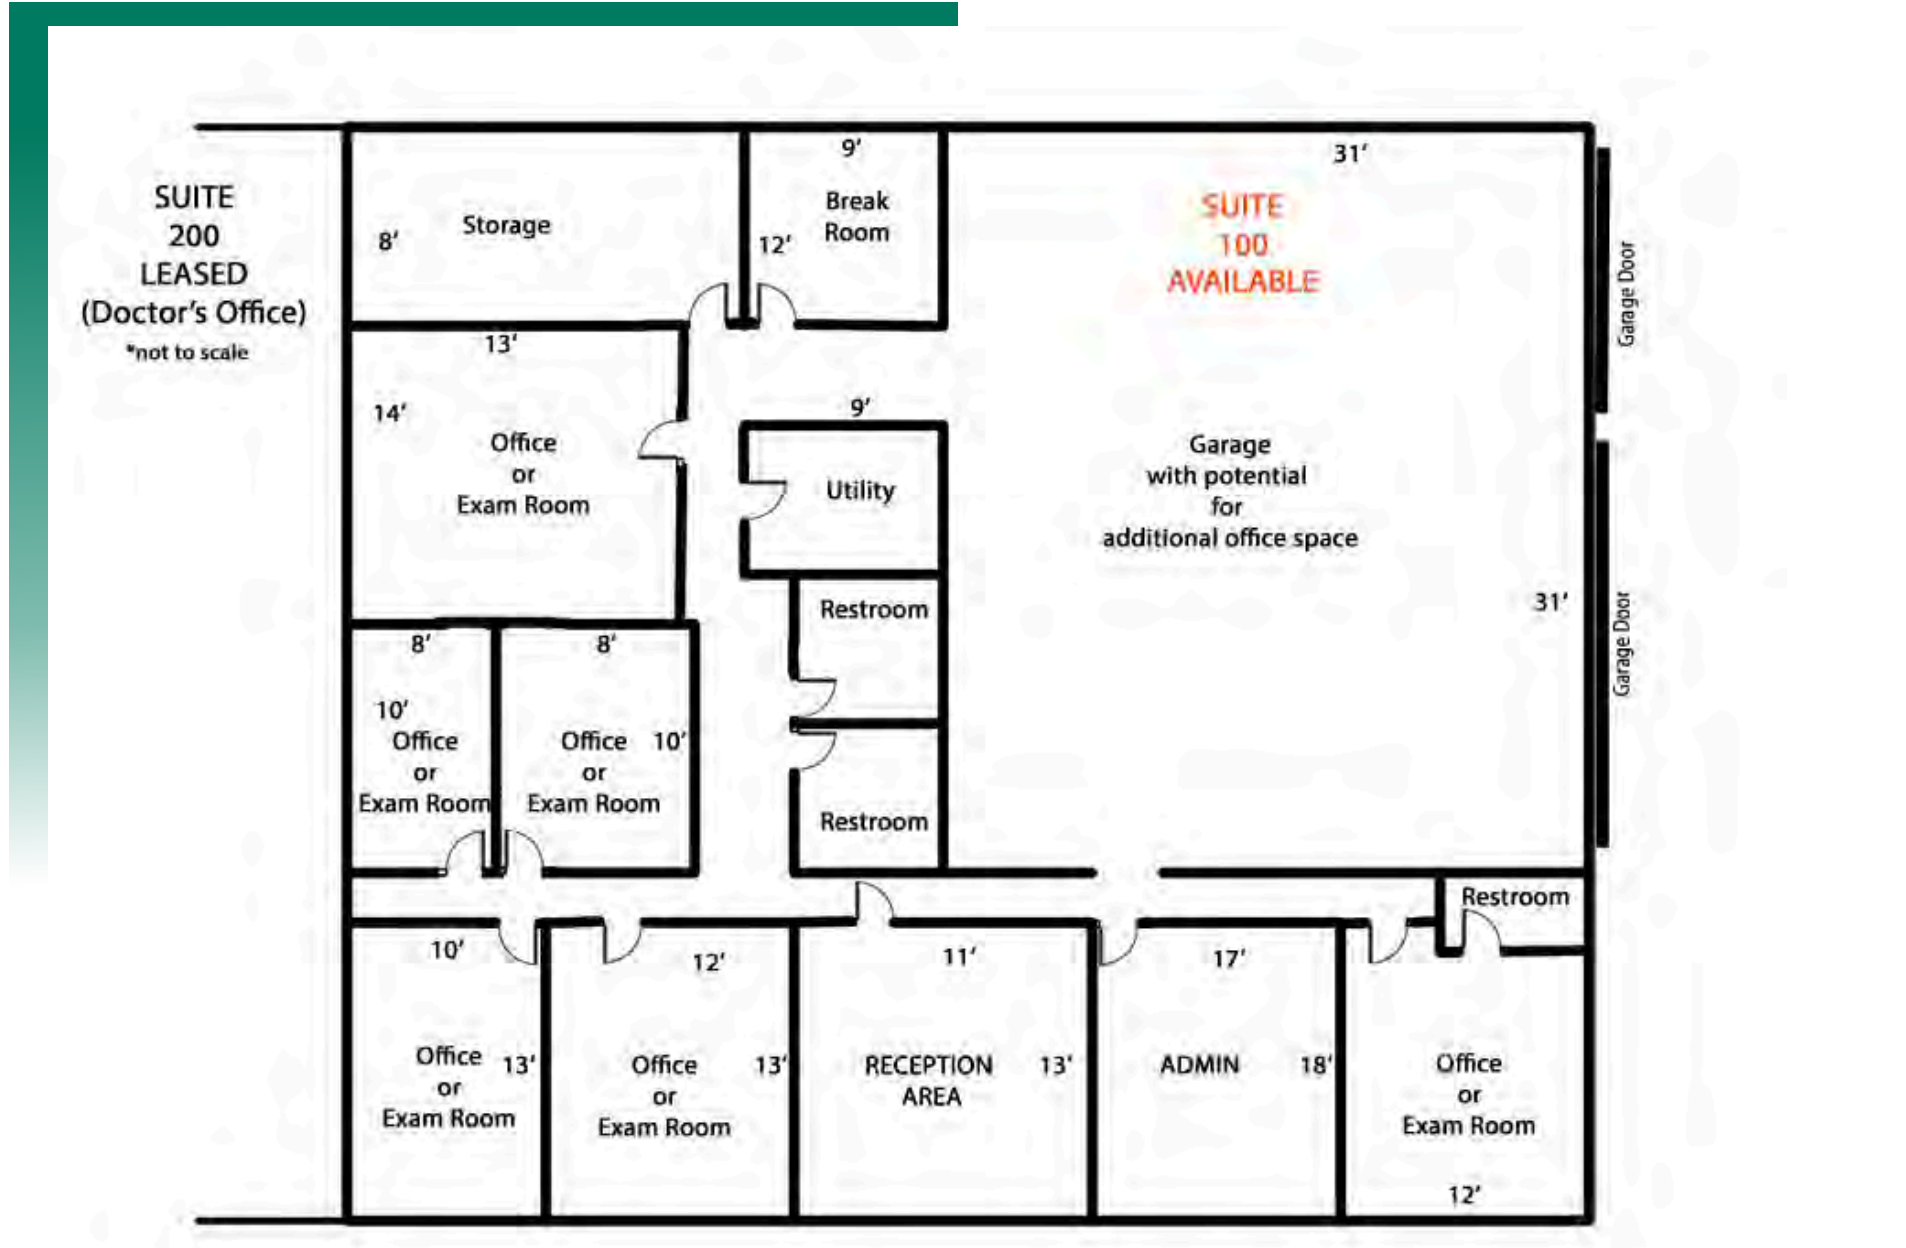 SUITE
200
LEASED
(Doctor's Office)
*not to scale
8'
Storage
9'
Break
Room
12'
31'
SUITE
100
AVAILABLE
Garage Door
13'
14'
Office
or
Exam Room
9'
Utility
Garage
with potential
for
additional office space
31'
Garage Door
8'
10'
Office
or
Exam Room
8'
Office
or
Exam Room
10'
Restroom
Restroom
Restroom
10'
Office
or
Exam Room
13'
12'
Office
or
Exam Room
13'
11'
RECEPTION
AREA
13'
17'
ADMIN
18'
Office
or
Exam Room
12'